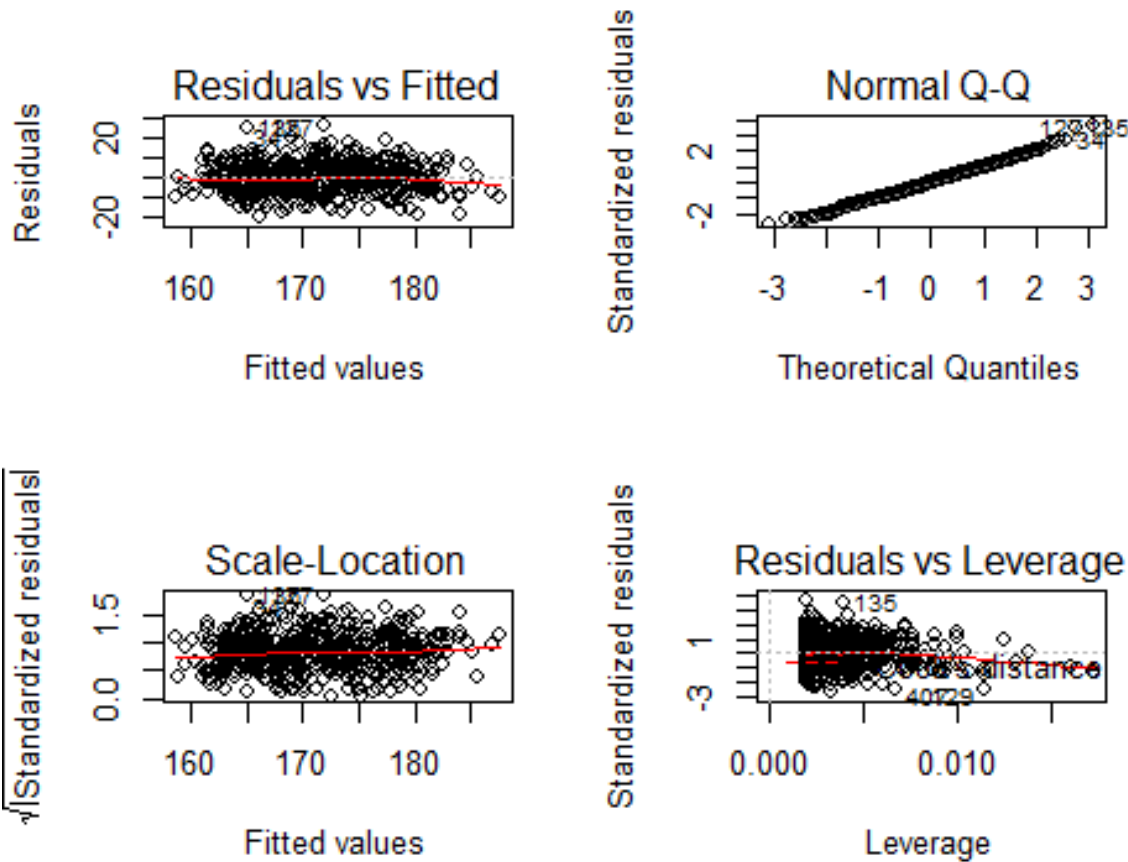 Residuals vs Fitted
Residuals
20
-20
160 170 180
Fitted values
Normal Q-Q
Standardized residuals
2
-2
135
34
-3 -1 0 1 2 3
Theoretical Quantiles
Scale-Location
√|Standardized residuals|
1.5
0.0
160 170 180
Fitted values
Residuals vs Leverage
Standardized residuals
1
-3
135
distance
0.000 0.010
Leverage